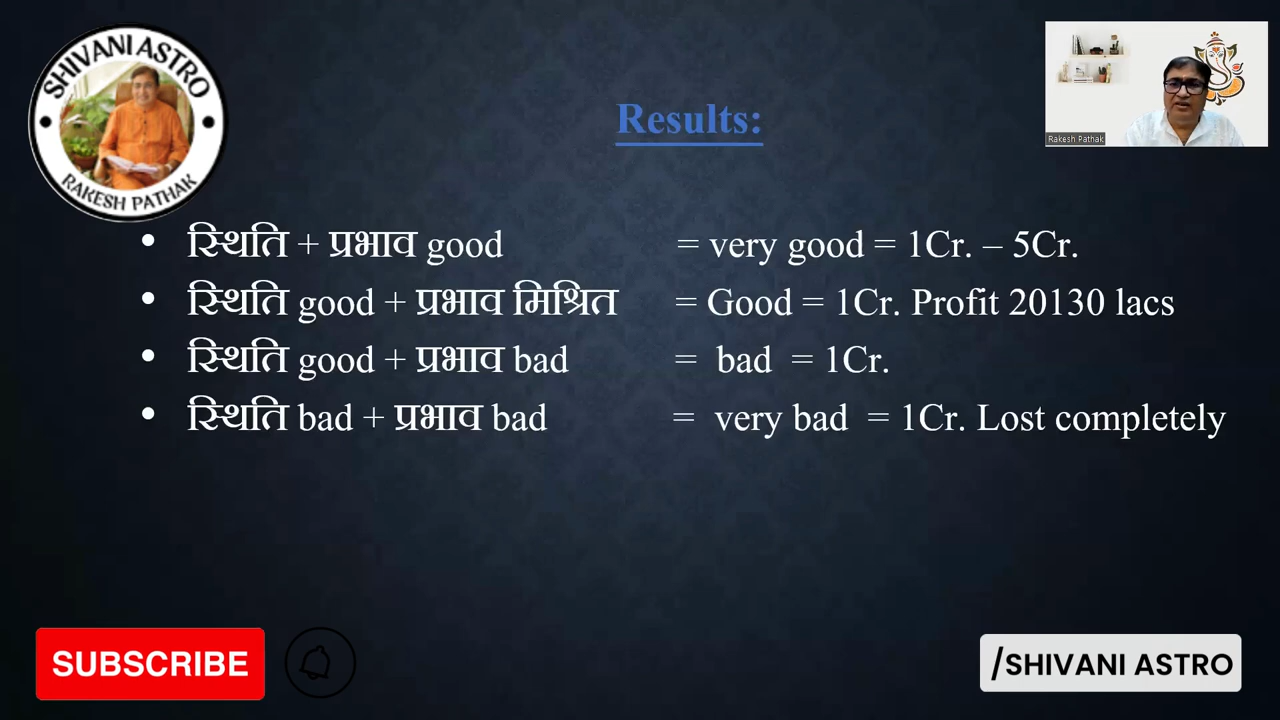 SHIVANI ASTRO
RAKESH PATHAK
Rakesh Pathak
Results:
• स्थिति + प्रभाव good = very good = 1Cr. – 5Cr.
• स्थिति good + प्रभाव मिश्रित = Good = 1Cr. Profit 20130 lacs
• स्थिति good + प्रभाव bad = bad = 1Cr.
• स्थिति bad + प्रभाव bad = very bad = 1Cr. Lost completely
SUBSCRIBE
/SHIVANI ASTRO